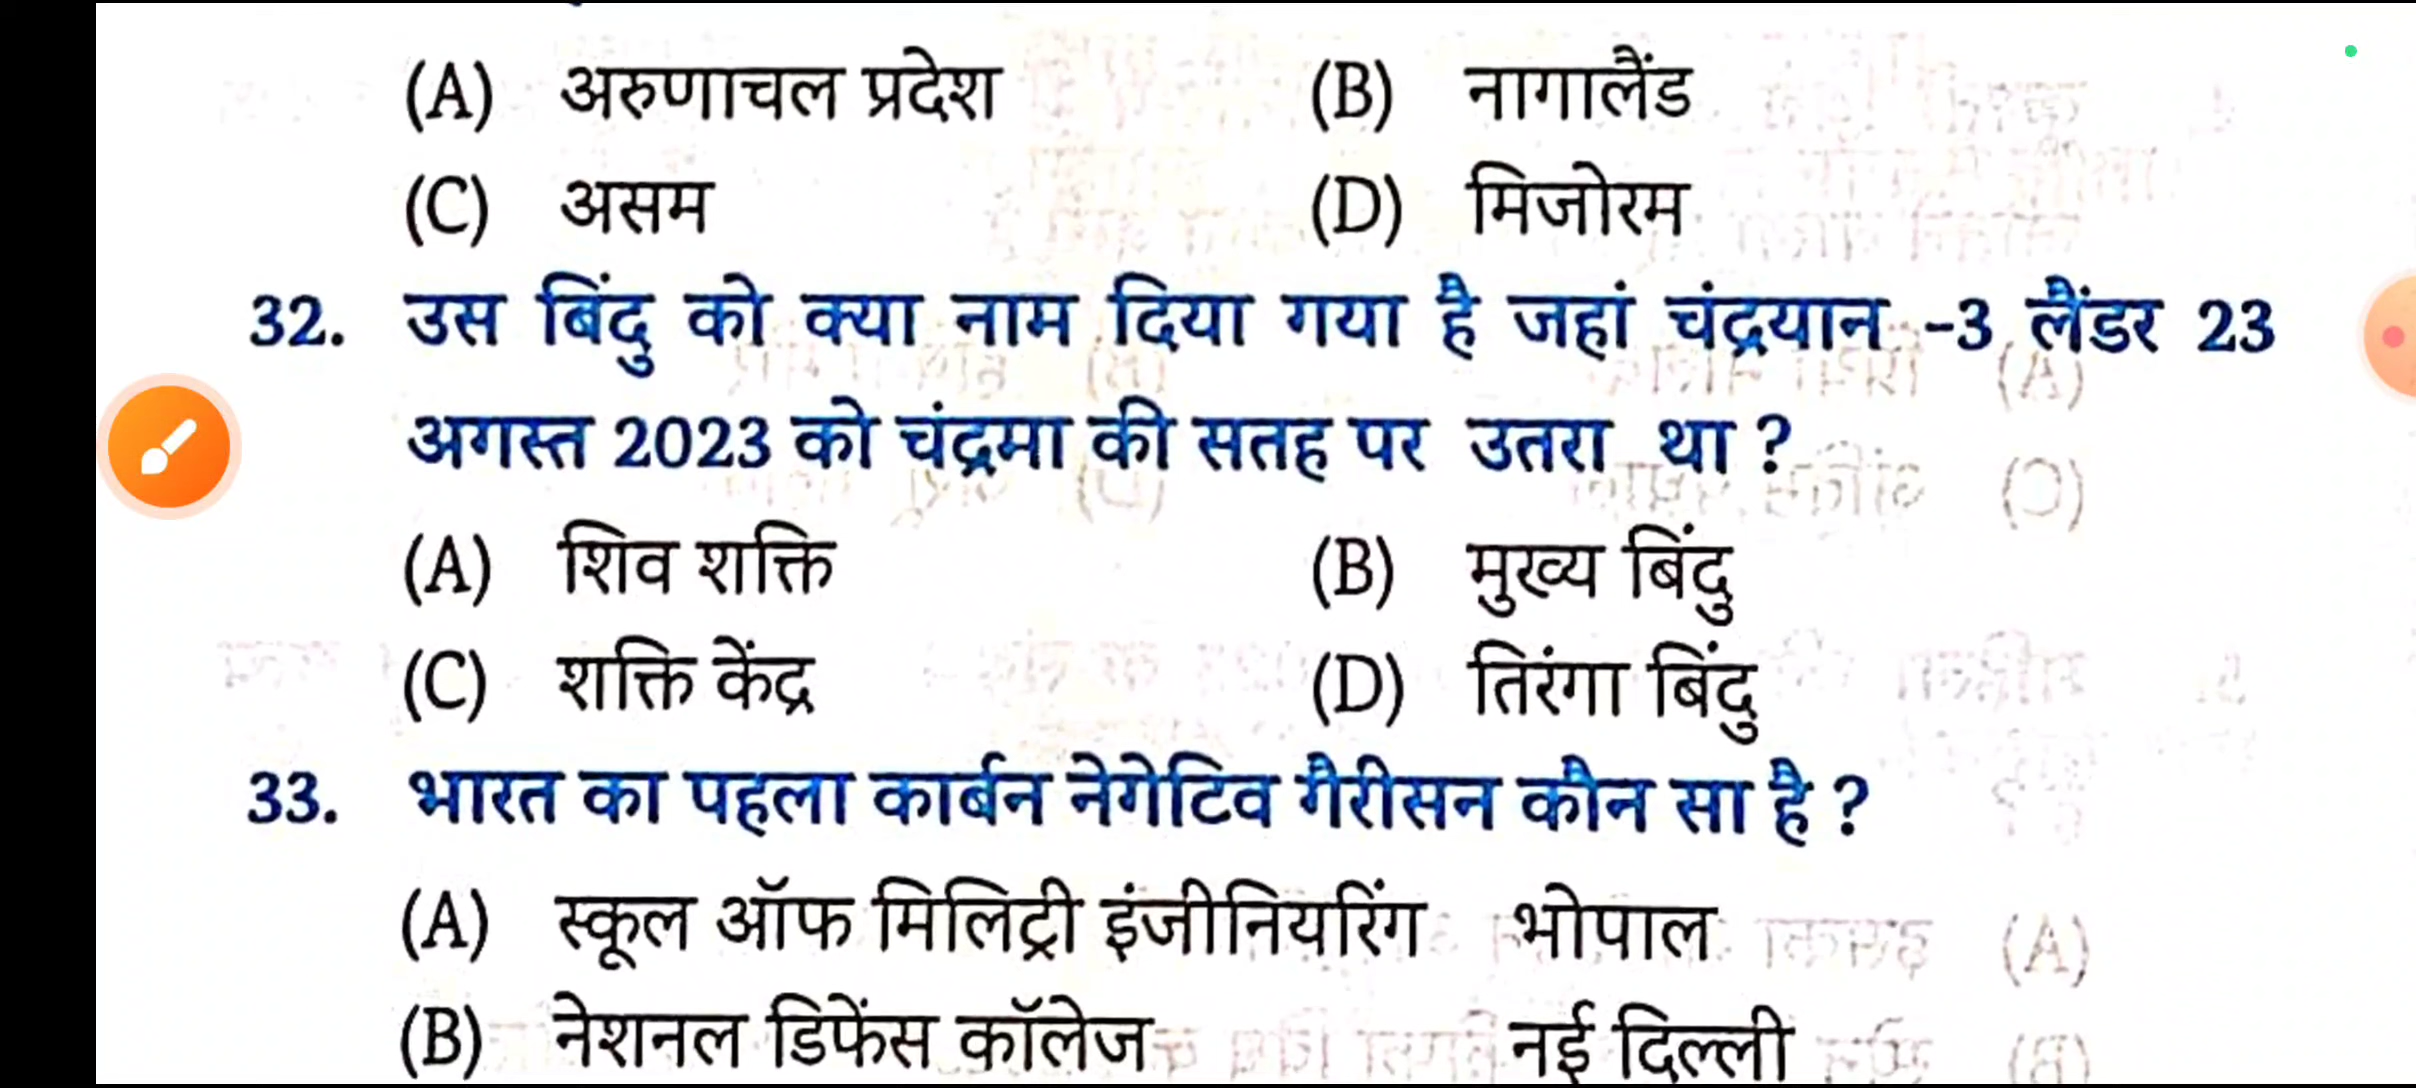 (A) अरुणाचल प्रदेश (B) नागालैंड
(C) असम (D) मिजोरम
32. उस बिंदु को क्या नाम दिया गया है जहां चंद्रयान -3 लैंडर 23
अगस्त 2023 को चंद्रमा की सतह पर उतरा था ?
(A) शिव शक्ति (B) मुख्य बिंदु
(C) शक्ति केंद्र (D) तिरंगा बिंदु
33. भारत का पहला कार्बन नेगेटिव गैरीसन कौन सा है ?
(A) स्कूल ऑफ मिलिट्री इंजीनियरिंग भोपाल
(B) नेशनल डिफेंस कॉलेज नई दिल्ली